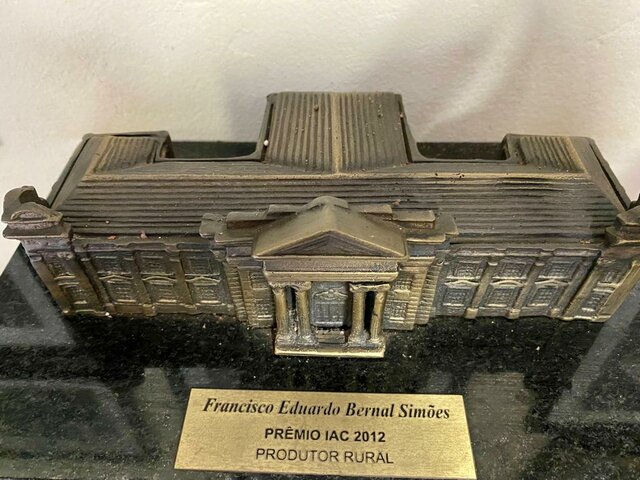 Francisco Eduardo Bernal Simões
PRÊMIO IAC 2012
PRODUTOR RURAL